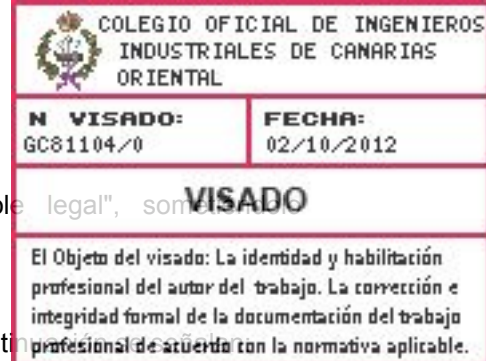 COLEGIO OFICIAL DE INGENIEROS
INDUSTRIALES DE CANARIAS
ORIENTAL
N VISADO:
GC81104/0
FECHA:
02/10/2012
legal",
VISADO
El Objeto del visado: La identidad y habilitación
profesional del autor del trabajo. La corrección e
integridad formal de la documentación del trabajo
profesional de acuerdo con la normativa aplicable.